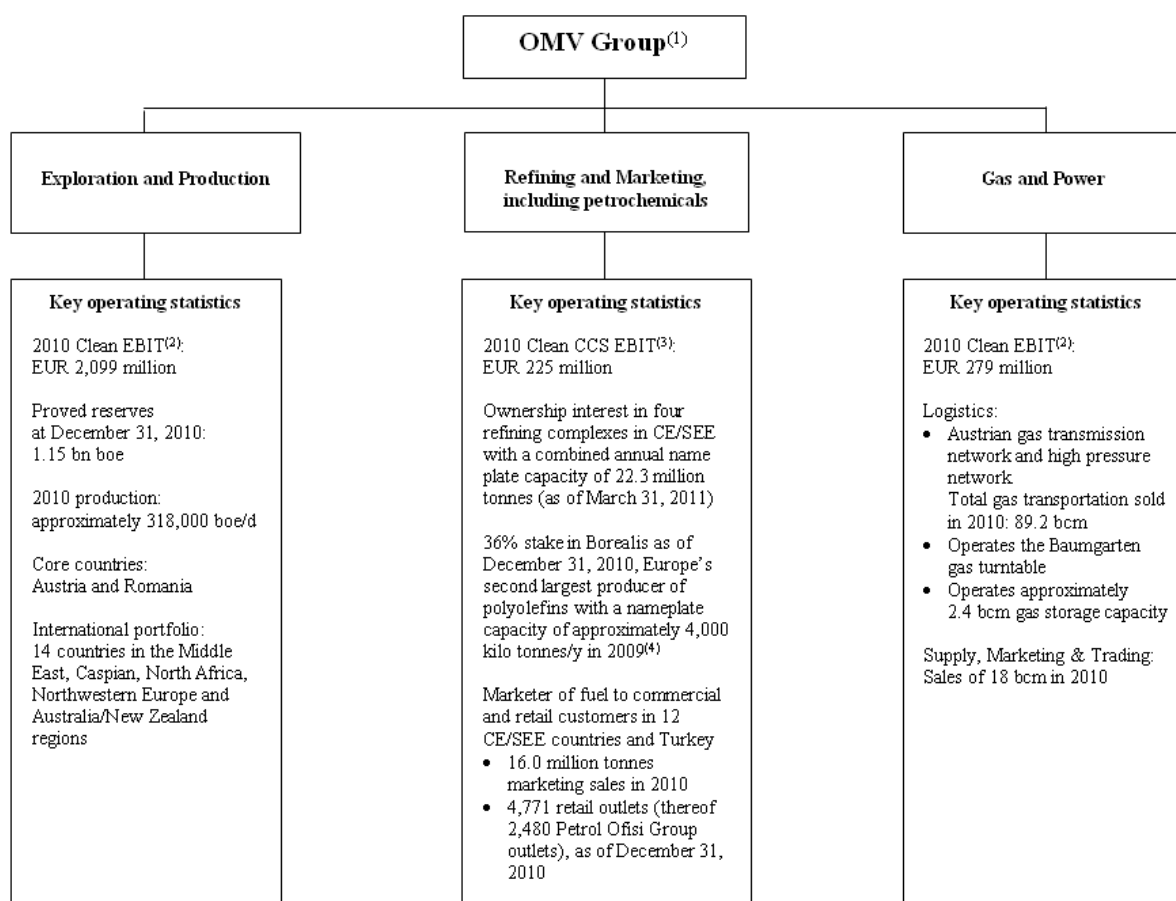 OMV Group(1)
Exploration and Production
Refining and Marketing,
including petrochemicals
Gas and Power
Key operating statistics
2010 Clean EBIT(2):
EUR 2,099 million
Proved reserves
at December 31, 2010:
1.15 bn boe
2010 production:
approximately 318,000 boe/d
Core countries:
Austria and Romania
International portfolio:
14 countries in the Middle
East, Caspian, North Africa,
Northwestern Europe and
Australia/New Zealand
regions
Key operating statistics
2010 Clean CCS EBIT(3):
EUR 225 million
Ownership interest in four
refining complexes in CE/SEE
with a combined annual name
plate capacity of 22.3 million
tonnes (as of March 31, 2011)
36% stake in Borealis as of
December 31, 2010, Europe's
second largest producer of
polyolefins with a nameplate
capacity of approximately 4,000
kilo tonnes/y in 2009(4)
Marketer of fuel to commercial
and retail customers in 12
CE/SEE countries and Turkey
• 16.0 million tonnes
marketing sales in 2010
• 4,771 retail outlets (thereof
2,480 Petrol Ofisi Group
outlets), as of December 31,
2010
Key operating statistics
2010 Clean EBIT(2):
EUR 279 million
Logistics:
• Austrian gas transmission
network and high pressure
network
Total gas transportation sold
in 2010: 89.2 bcm
• Operates the Baumgarten
gas turntable
• Operates approximately
2.4 bcm gas storage capacity
Supply, Marketing & Trading:
Sales of 18 bcm in 2010